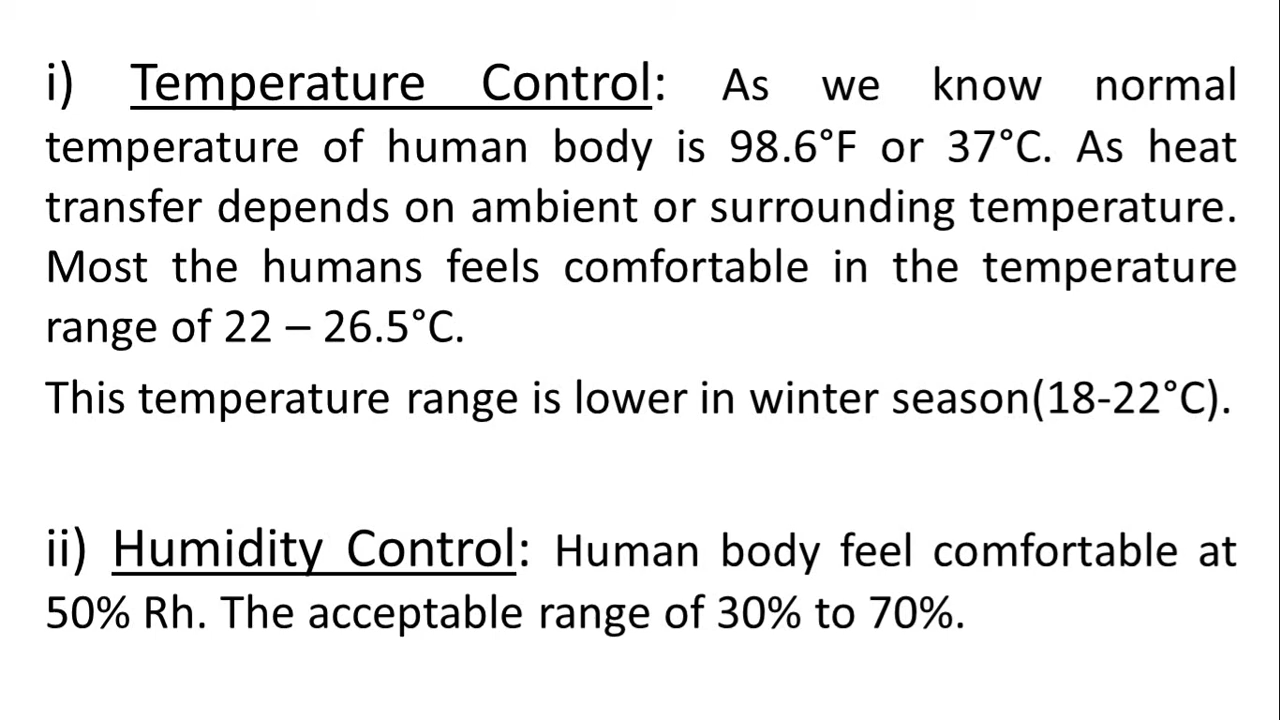 i) Temperature Control: As we know normal
temperature of human body is 98.6°F or 37°C. As heat
transfer depends on ambient or surrounding temperature.
Most the humans feels comfortable in the temperature
range of 22 – 26.5°C.
This temperature range is lower in winter season(18-22°C).
ii) Humidity Control: Human body feel comfortable at
50% Rh. The acceptable range of 30% to 70%.